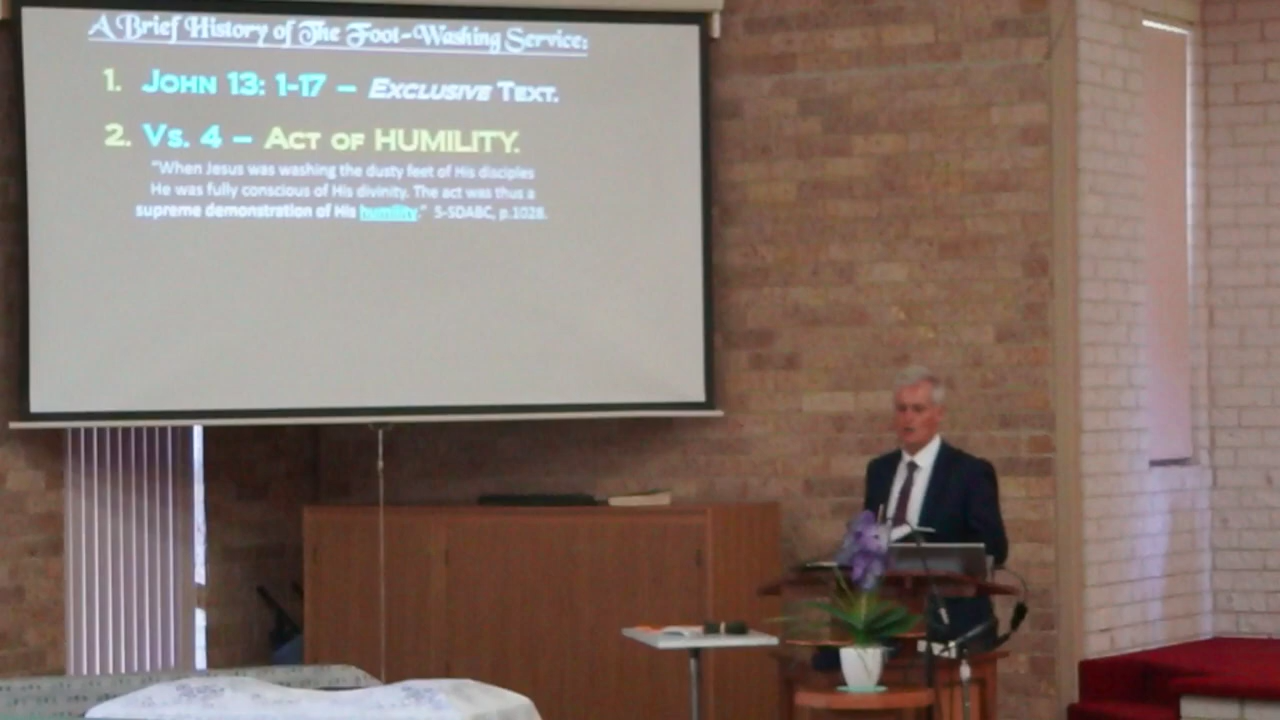 A Brief History of The Foot-Washing Service:
1. JOHN 13: 1-17 – EXCLUSIVE TEXT.
2. Vs. 4 – ACT OF HUMILITY.
"When Jesus was washing the dusty feet of His disciples
He was fully conscious of His divinity. The act was thus a
supreme demonstration of His humility." 5-SDABC, p.1028.